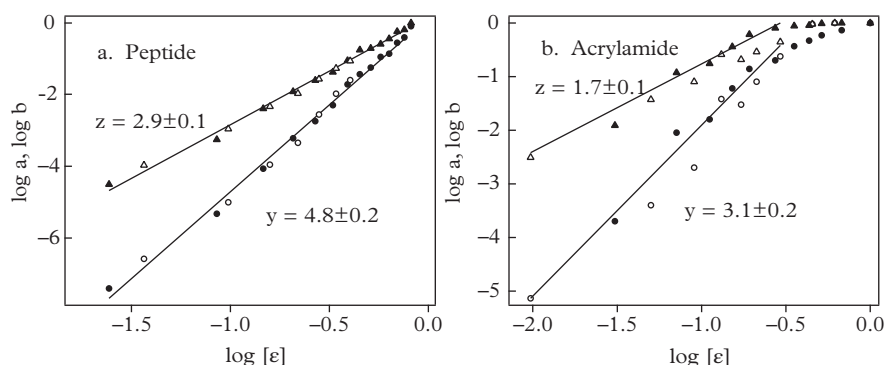 0
−2
−4
−6
log a, log b
a. Peptide
z = 2.9±0.1
y = 4.8±0.2
−1.5 −1.0 −0.5 0.0
log [ε]
0
−1
−2
−3
−4
−5
log a, log b
b. Acrylamide
z = 1.7±0.1
y = 3.1±0.2
−2.0 −1.5 −1.0 −0.5 0.0
log [ε]